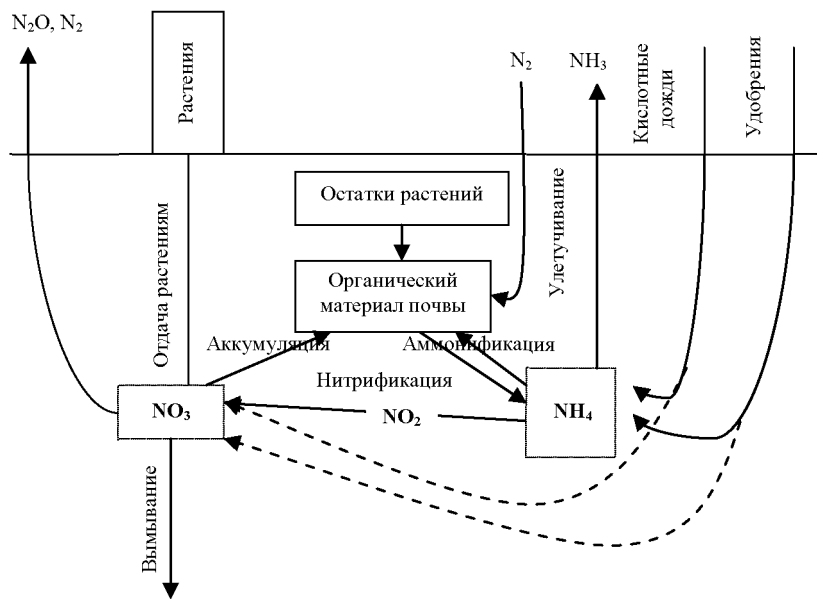 N₂O, N₂
Растения
N₂
NH₃
Кислотные
дожди
Удобрения
Остатки растений
Органический
материал почвы
Улетучивание
Отдача растениям
Аккумуляция
Аммонификация
Нитрификация
NO₃
NO₂
NH₄
Вымывание